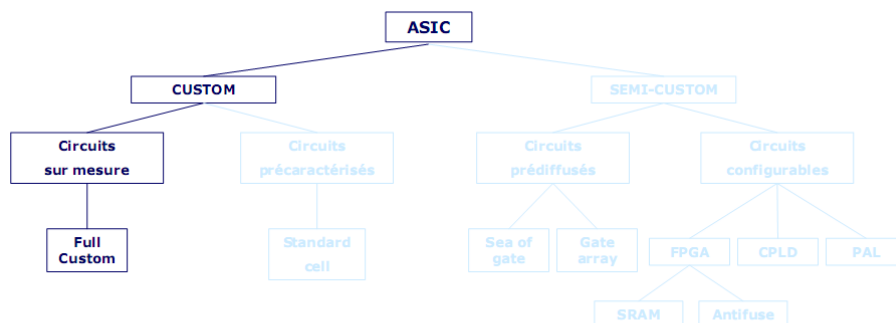 ASIC
CUSTOM
SEMI-CUSTOM
Circuits
sur mesure
Circuits
précaractérisés
Circuits
prédiffusés
Circuits
configurables
Full
Custom
Standard
cell
Sea of
gate
Gate
array
FPGA
CPLD
PAL
SRAM
Antifuse